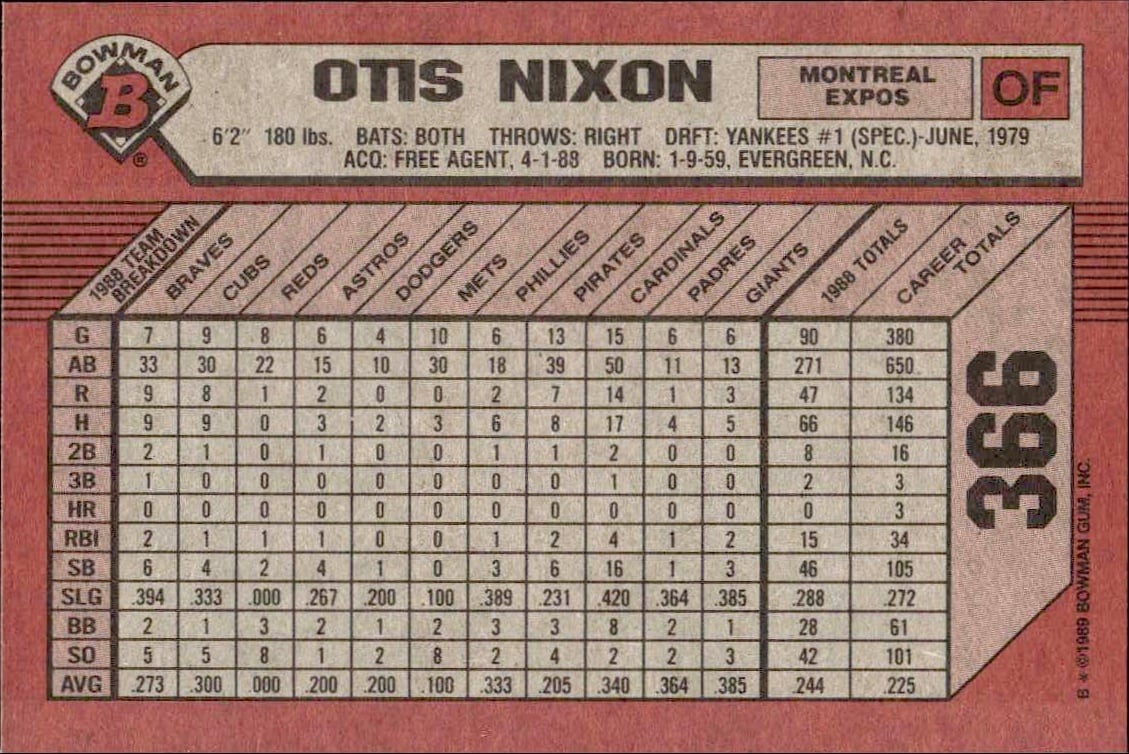 BOWMAN
B
®
OTIS NIXON
MONTREAL
EXPOS
OF
6'2" 180 lbs. BATS: BOTH THROWS: RIGHT DRFT: YANKEES #1 (SPEC.)-JUNE, 1979
ACQ: FREE AGENT, 4-1-88 BORN: 1-9-59, EVERGREEN, N.C.
1988 TEAM BREAKDOWN BRAVES CUBS REDS ASTROS DODGERS METS PHILLIES PIRATES CARDINALS PADRES GIANTS 1988 TOTALS CAREER TOTALS
G 7 9 8 6 4 10 6 13 15 6 6 90 380
AB 33 30 22 15 10 30 18 39 50 11 13 271 650
R 9 8 1 2 0 0 2 7 14 1 3 47 134
H 9 9 0 3 2 3 6 8 17 4 5 66 146
2B 2 1 0 1 0 0 1 1 2 0 0 8 16
3B 1 0 0 0 0 0 0 0 1 0 0 2 3
HR 0 0 0 0 0 0 0 0 0 0 0 0 3
RBI 2 1 1 1 0 0 1 2 4 1 2 15 34
SB 6 4 2 4 1 0 3 6 16 1 3 46 105
SLG .394 .333 .000 .267 .200 .100 .389 .231 .420 .364 .385 .288 .272
BB 2 1 3 2 1 2 3 3 8 2 1 28 61
SO 5 5 8 1 2 8 2 4 2 2 3 42 101
AVG .273 .300 .000 .200 .200 .100 .333 .205 .340 .364 .385 .244 .225
366
B * ©1989 BOWMAN GUM, INC.